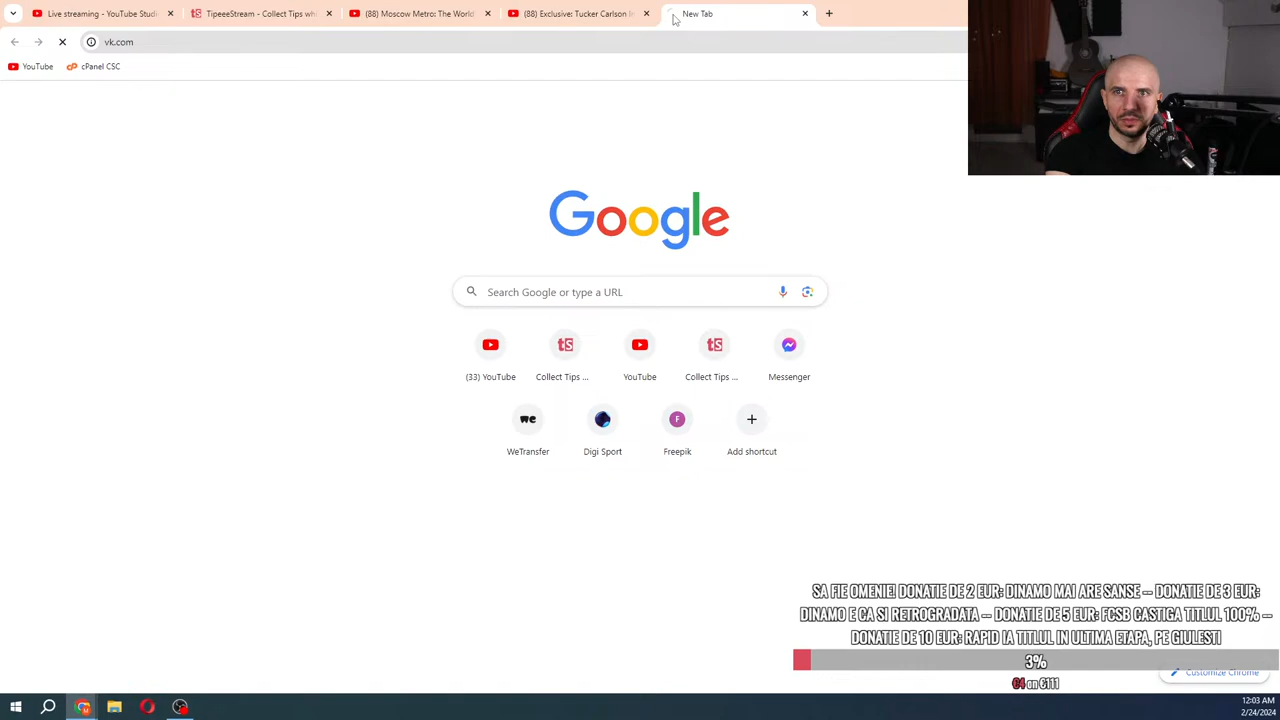 Live streaming - YouTube Studi
TipeeeStream - Collect Tips whi
(88) Moscow Metro: The World'
(88) Exclusive: Tucker Carlson In
New Tab
vk.com
YouTube
cPanel CSC
Google
Search Google or type a URL
(33) YouTube
Collect Tips ...
YouTube
Collect Tips ...
Messenger
we
WeTransfer
Digi Sport
F
Freepik
Add shortcut
SA FIE OMENIE! DONATIE DE 2 EUR: DINAMO MAI ARE SANSE -- DONATIE DE 3 EUR:
DINAMO E CA SI RETROGRADATA -- DONATIE DE 5 EUR: FCSB CASTIGA TITLUL 100% --
DONATIE DE 10 EUR: RAPID IA TITLUL IN ULTIMA ETAPA, PE GIULESTI
3%
€4 on €111
Customize Chrome
12:03 AM
2/24/2024